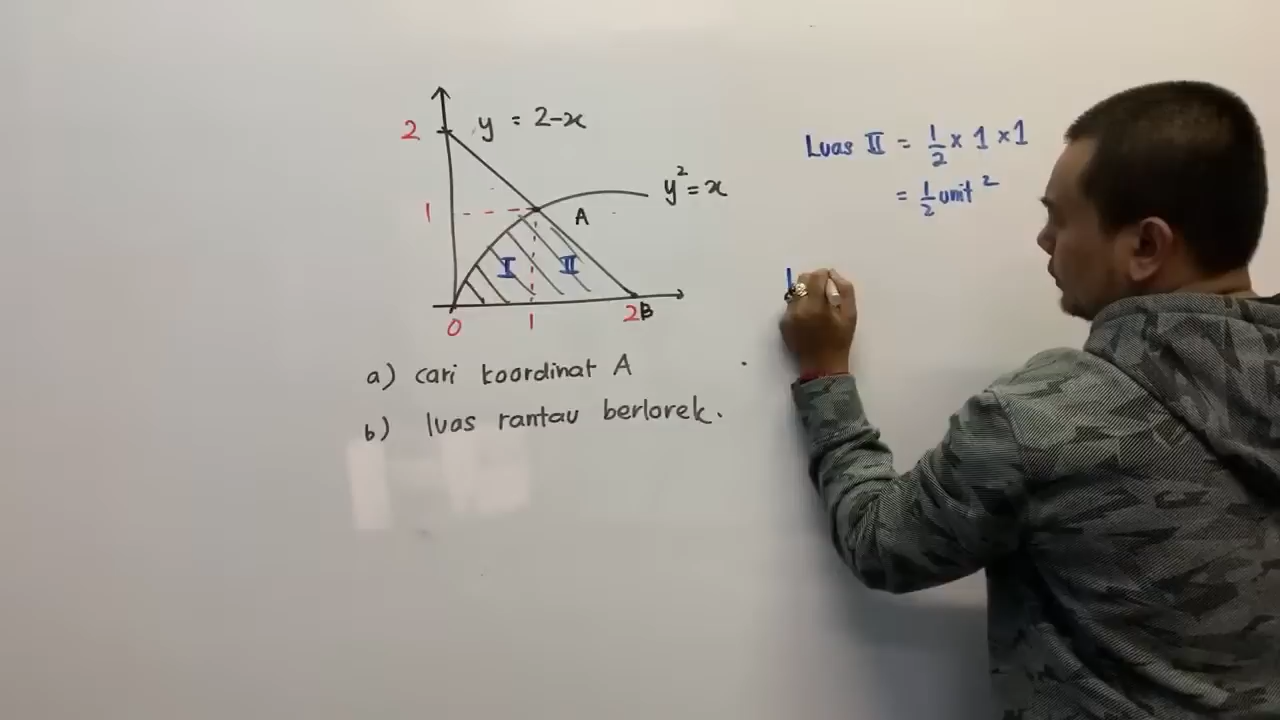 2
y = 2-x
y² = x
1
A
I
II
0
1
2B
a) cari koordinat A
b) luas rantau berlorek.
Luas II = 1/2 × 1 × 1
= 1/2 unit²